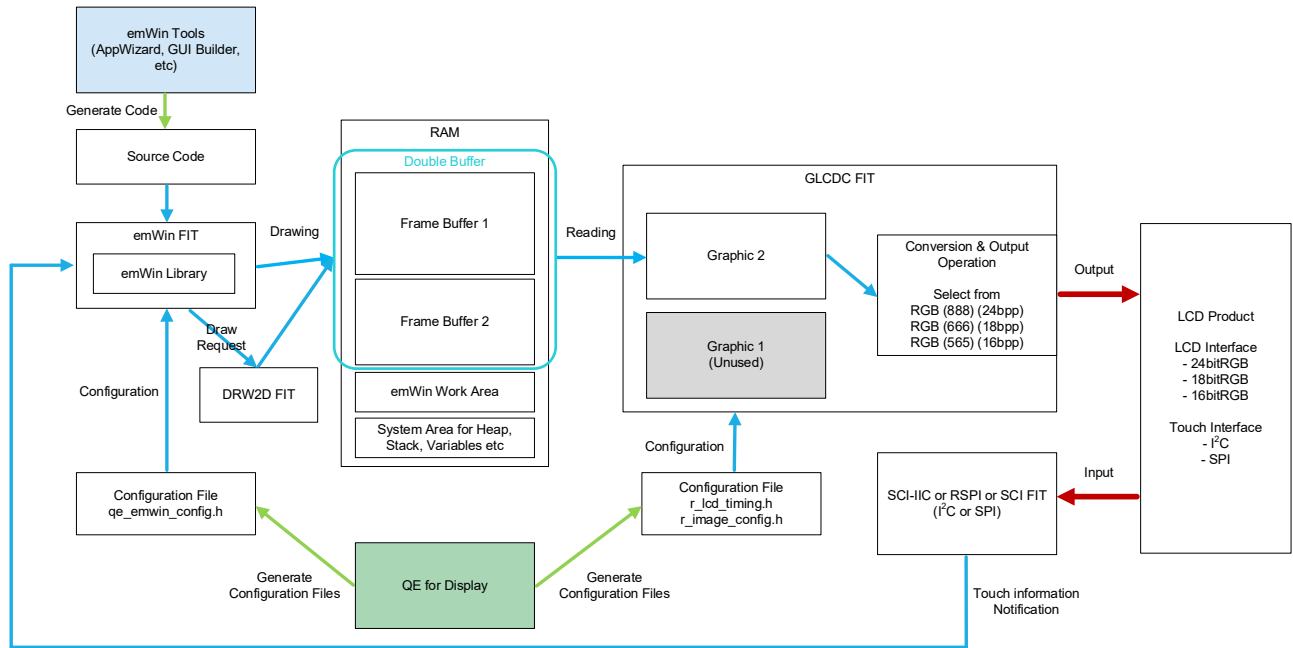 emWin Tools
(AppWizard, GUI Builder,
etc)
Generate Code
Source Code
emWin FIT
emWin Library
Drawing
Draw
Request
DRW2D FIT
Configuration
Configuration File
qe_emwin_config.h
RAM
Double Buffer
Frame Buffer 1
Frame Buffer 2
emWin Work Area
System Area for Heap,
Stack, Variables etc
Reading
GLCDC FIT
Graphic 2
Graphic 1
(Unused)
Conversion & Output
Operation
Select from
RGB (888) (24bpp)
RGB (666) (18bpp)
RGB (565) (16bpp)
Output
LCD Product
LCD Interface
- 24bitRGB
- 18bitRGB
- 16bitRGB
Touch Interface
- I²C
- SPI
Input
Configuration
Configuration File
r_lcd_timing.h
r_image_config.h
SCI-IIC or RSPI or SCI FIT
(I²C or SPI)
Generate
Configuration Files
QE for Display
Generate
Configuration Files
Touch information
Notification